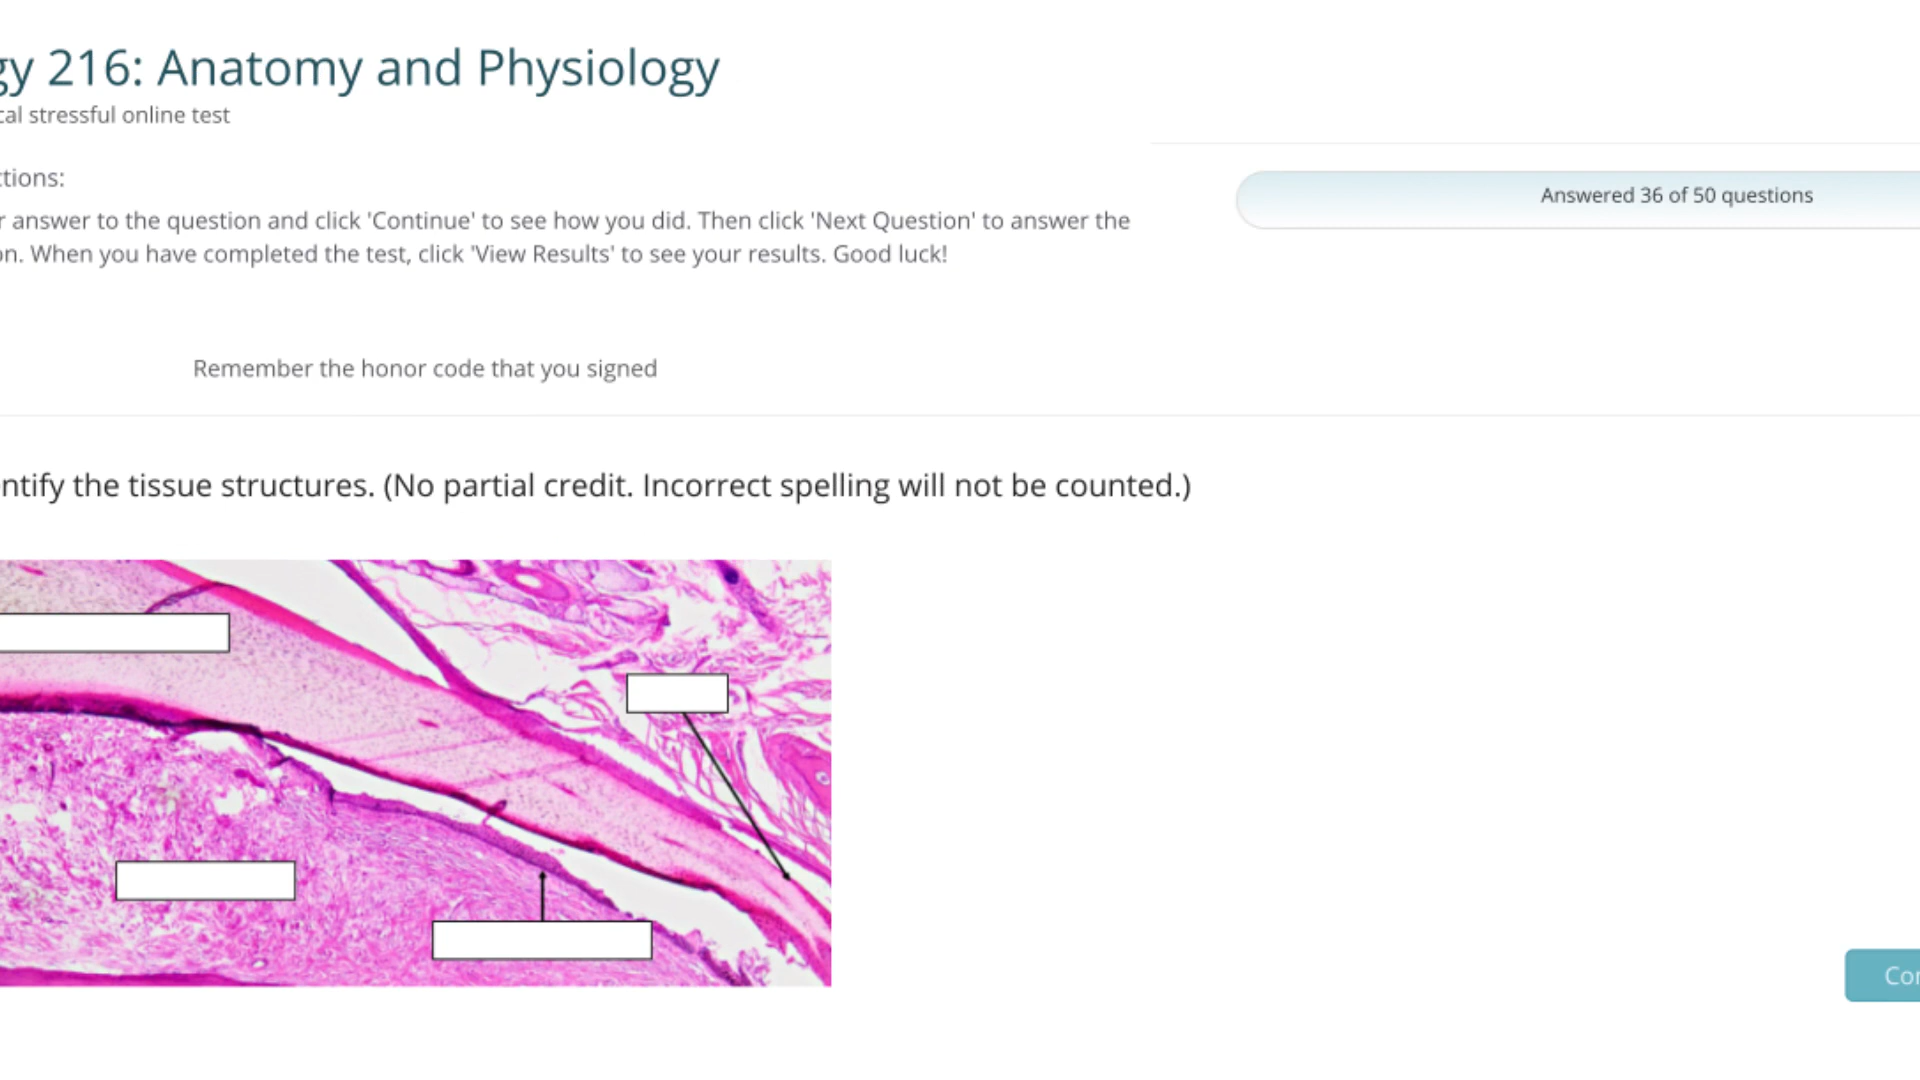 gy 216: Anatomy and Physiology
cal stressful online test
ctions:
Answered 36 of 50 questions
r answer to the question and click 'Continue' to see how you did. Then click 'Next Question' to answer the
on. When you have completed the test, click 'View Results' to see your results. Good luck!
Remember the honor code that you signed
ntify the tissue structures. (No partial credit. Incorrect spelling will not be counted.)
Con